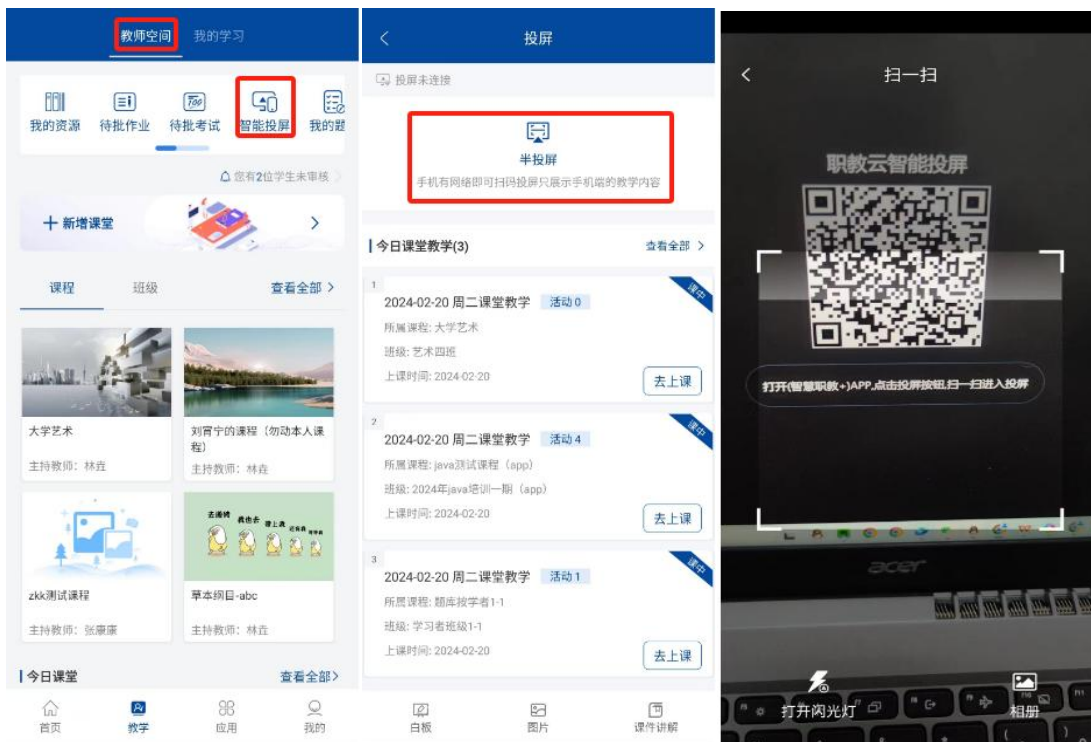 教师空间
我的学习
我的资源
待批作业
待批考试
智能投屏
我的题
您有2位学生未审核
新增课堂
课程
班级
查看全部
大学艺术
主持教师：林垚
刘宵宁的课程（勿动本人课
程）
主持教师：林垚
zkk测试课程
主持教师：张康康
草本纲目-abc
主持教师：林垚
今日课堂
查看全部
首页
教学
应用
我的
投屏
投屏未连接
半投屏
手机有网络即可扫码投屏只展示手机端的教学内容
今日课堂教学(3)
查看全部
1
课中
2024-02-20 周二课堂教学
活动 0
所属课程: 大学艺术
班级: 艺术四班
上课时间: 2024-02-20
去上课
2
课中
2024-02-20 周二课堂教学
活动 4
所属课程: java测试课程（app）
班级: 2024年java培训一期（app）
上课时间: 2024-02-20
去上课
3
课中
2024-02-20 周二课堂教学
活动 1
所属课程: 题库按学者1-1
班级: 学习者班级1-1
上课时间: 2024-02-20
去上课
白板
图片
课件讲解
扫一扫
职教云智能投屏
打开(智慧职教+)APP,点击投屏按钮,扫一扫进入投屏
acer
打开闪光灯
相册